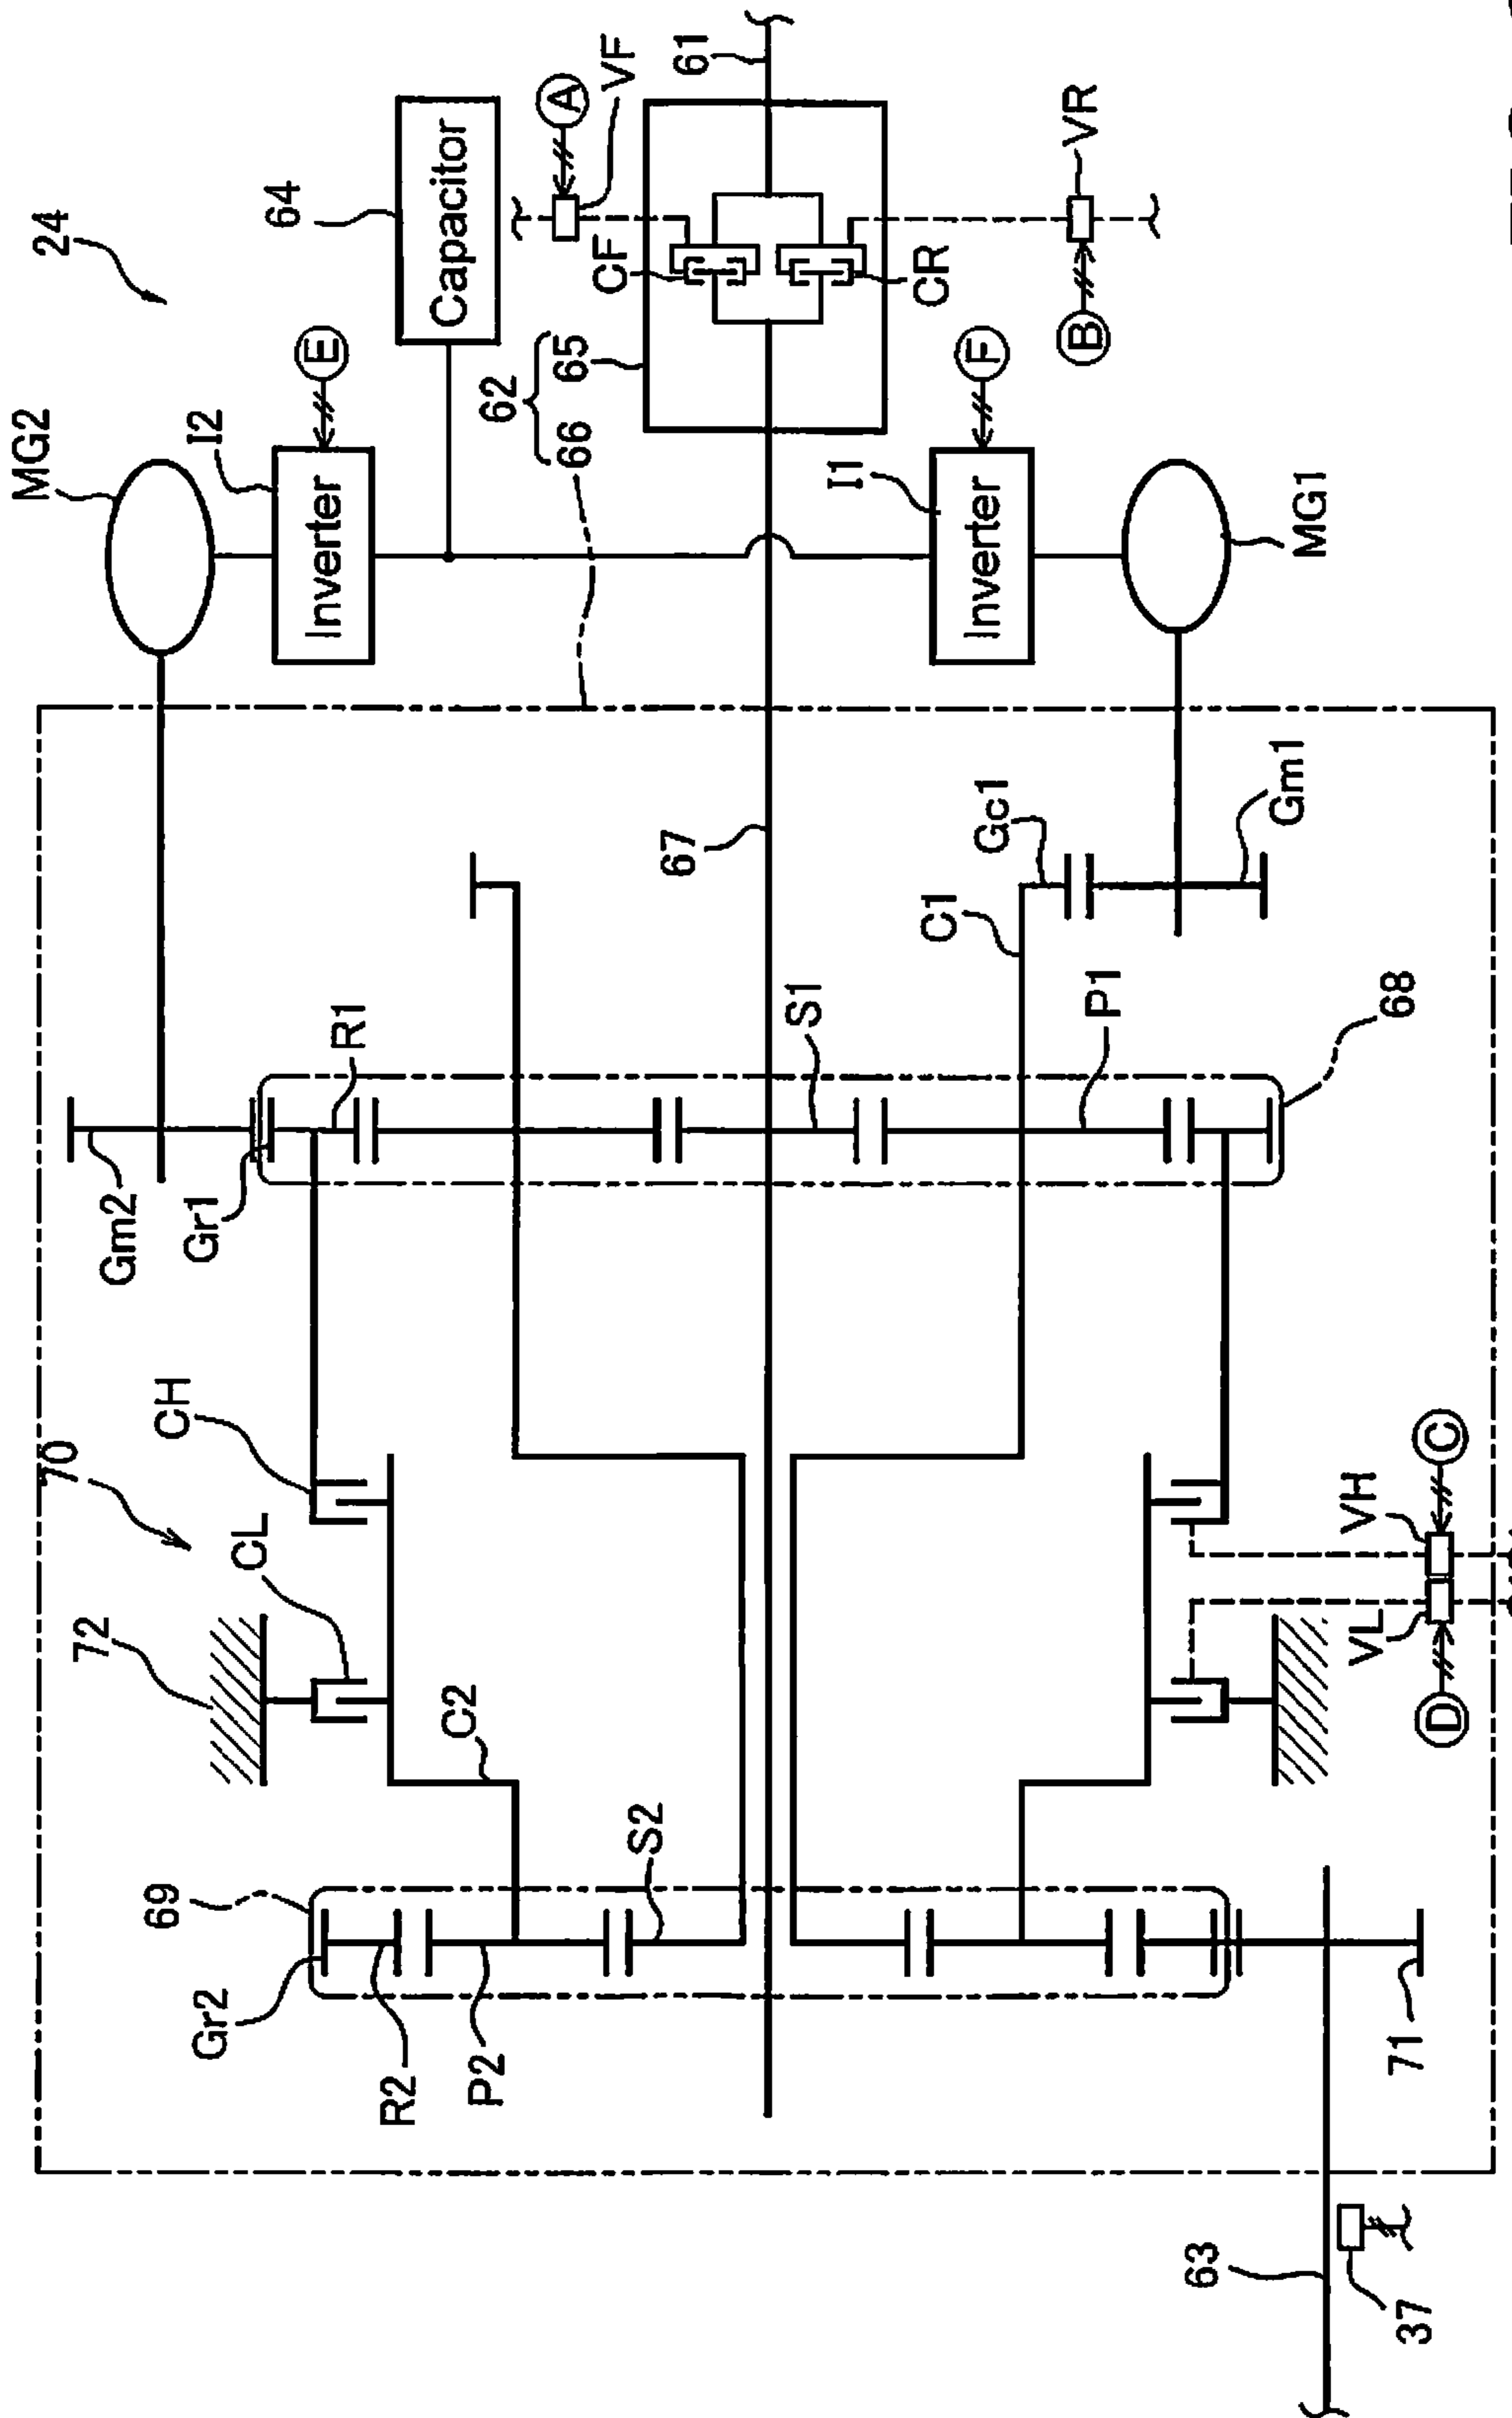 24
MG2
I2
E
Inverter
64
Capacitor
A
VF
61
62
66
65
CF
CR
VR
B
F
I1
Inverter
MG1
67
Gc1
Gm1
C1
R1
S1
P1
68
Gm2
Gr1
70
CH
CL
72
C2
S2
69
Gr2
R2
P2
VH
C
VL
D
71
63
37